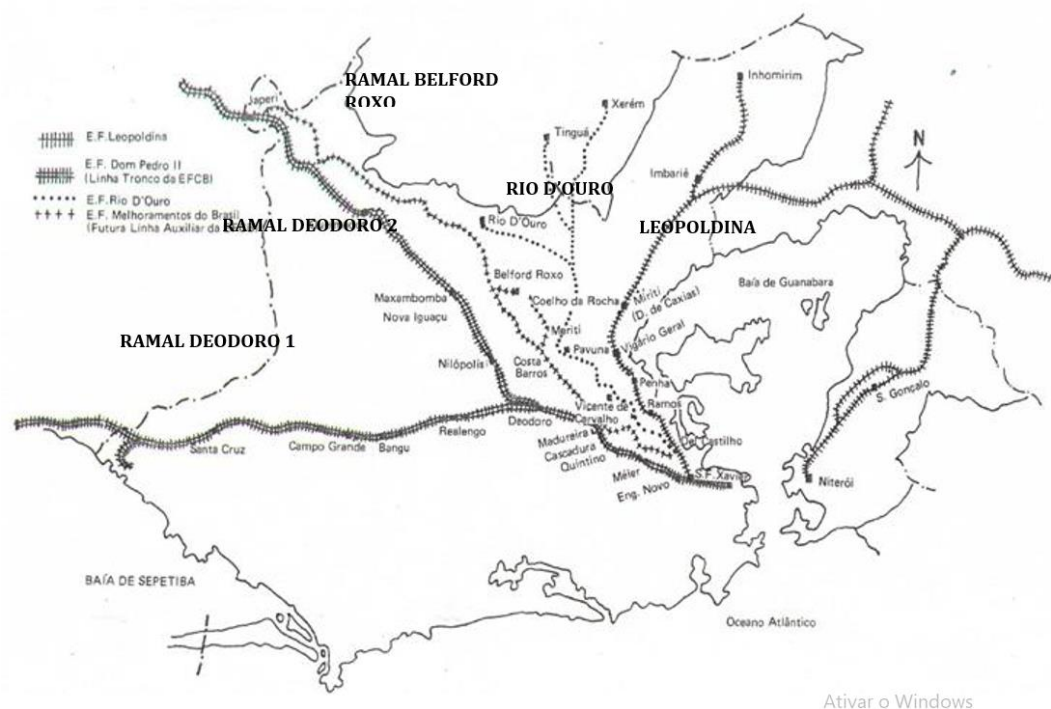 RAMAL BELFORD
ROXO
Japeri
Inhomirim
Xerém
Tinguá
E.F. Leopoldina
E.F. Dom Pedro II
(Linha Tronco da EFCB)
E.F. Rio D'Ouro
E.F. Melhoramentos do Brasil
(Futura Linha Auxiliar da
N
Imbarié
RIO D'OURO
RAMAL DEODORO 2
Rio D'Ouro
LEOPOLDINA
Belford Roxo
Baía de Guanabara
Maxambomba
Nova Iguaçu
Coelho da Rocha
Miriti
(D. de Caxias)
RAMAL DEODORO 1
Meriti
Pavuna
Vigário Geral
Nilópolis
Costa
Barros
Penha
S. Gonçalo
Vicente de
Carvalho
Ramos
Deodoro
Realengo
Madureira
Cascadura
Quintino
Del Castilho
Santa Cruz
Campo Grande
Bangu
Méier
Eng. Novo
S.F. Xavier
Niterói
BAÍA DE SEPETIBA
Oceano Atlântico
Ativar o Windows